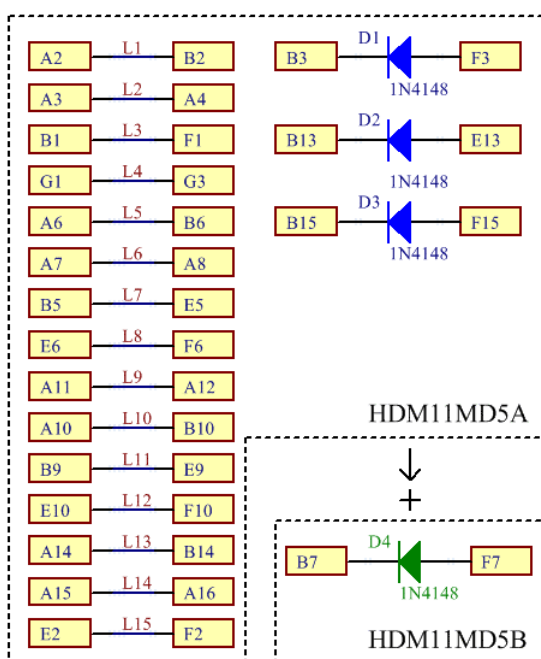 L1
A2 B2
L2
A3 A4
L3
B1 F1
L4
G1 G3
L5
A6 B6
L6
A7 A8
L7
B5 E5
L8
E6 F6
L9
A11 A12
L10
A10 B10
L11
B9 E9
L12
E10 F10
L13
A14 B14
L14
A15 A16
L15
E2 F2
D1
B3 F3
1N4148
D2
B13 E13
1N4148
D3
B15 F15
1N4148
HDM11MD5A
+
D4
B7 F7
1N4148
HDM11MD5B